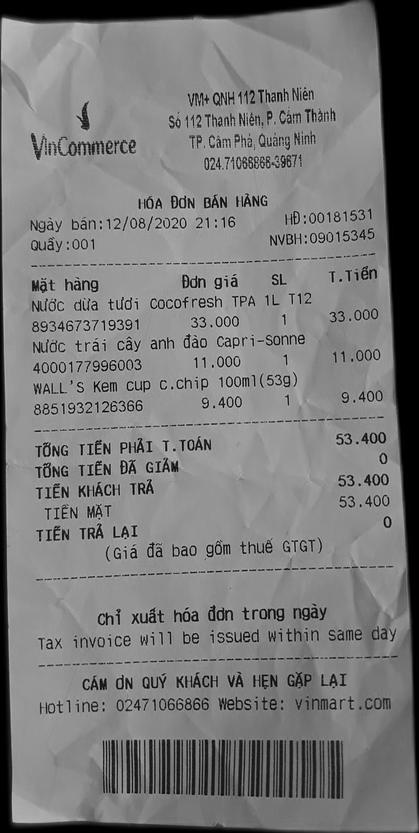 VinCommerce
VM+ QNH 112 Thanh Niên
Số 112 Thanh Niên, P. Cẩm Thành
TP. Cẩm Phả, Quảng Ninh
024.71066866-39671
HÓA ĐƠN BÁN HÀNG
Ngày bán:12/08/2020 21:16 HĐ:00181531
Quầy:001 NVBH:09015345
Mặt hàng Đơn giá SL T.Tiền
Nước dừa tươi Cocofresh TPA 1L T12
8934673719391 33.000 1 33.000
Nước trái cây anh đào Capri-Sonne
4000177996003 11.000 1 11.000
WALL'S Kem cup c.chip 100ml(53g)
8851932126366 9.400 1 9.400
TỔNG TIỀN PHẢI T.TOÁN 53.400
TỔNG TIỀN ĐÃ GIẢM 0
TIỀN KHÁCH TRẢ 53.400
TIỀN MẶT 53.400
TIỀN TRẢ LẠI 0
(Giá đã bao gồm thuế GTGT)
Chỉ xuất hóa đơn trong ngày
Tax invoice will be issued within same day
CẢM ƠN QUÝ KHÁCH VÀ HẸN GẶP LẠI
Hotline: 02471066866 Website: vinmart.com